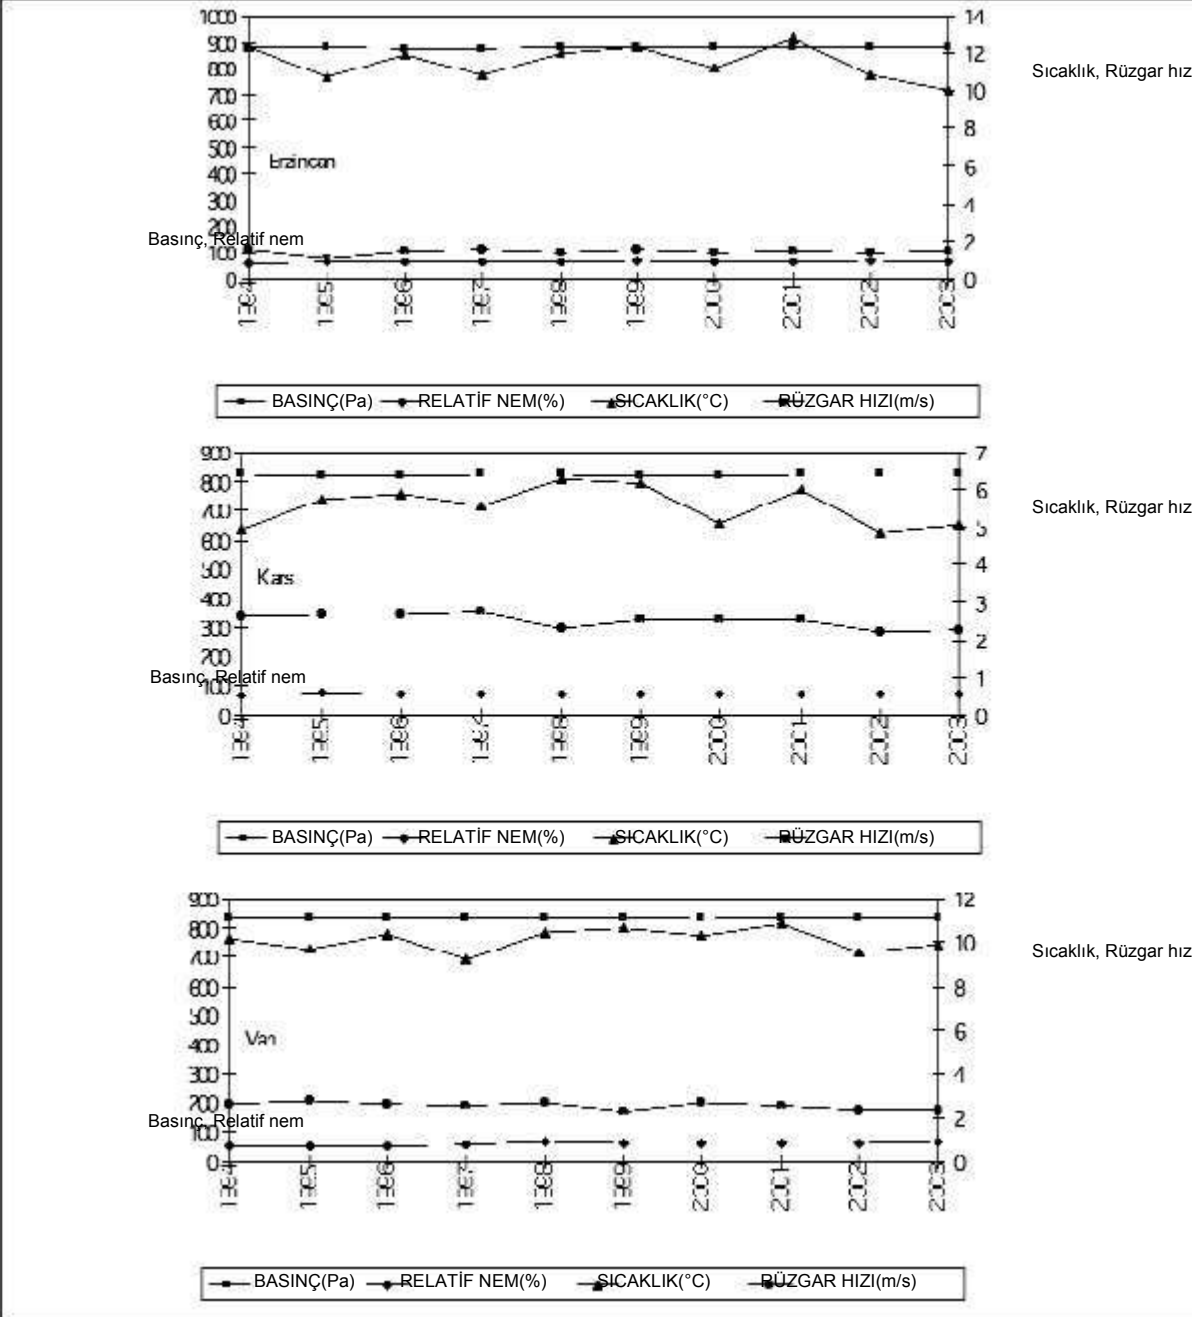 1000 14
900 12
800
Sıcaklık, Rüzgar hız
700 10
600 8
500
Erzincan
400 6
300 4
200
Basınç, Relatif nem
2
100
0 0
1994 1995 1996 1997 1998 1999 2000 2001 2002 2003
BASINÇ(Pa) RELATİF NEM(%) SICAKLIK(°C) RÜZGAR HIZI(m/s)
900 7
800 6
Sıcaklık, Rüzgar hız
700
600 5
500 4
Kars
400 3
300 2
200
Basınç, Relatif nem
100 1
0 0
1994 1995 1996 1997 1998 1999 2000 2001 2002 2003
BASINÇ(Pa) RELATİF NEM(%) SICAKLIK(°C) RÜZGAR HIZI(m/s)
900 12
800 10
Sıcaklık, Rüzgar hız
700
600 8
500 6
Van
400
300 4
200
Basınç, Relatif nem
2
100
0 0
1994 1995 1996 1997 1998 1999 2000 2001 2002 2003
BASINÇ(Pa) RELATİF NEM(%) SICAKLIK(°C) RÜZGAR HIZI(m/s)